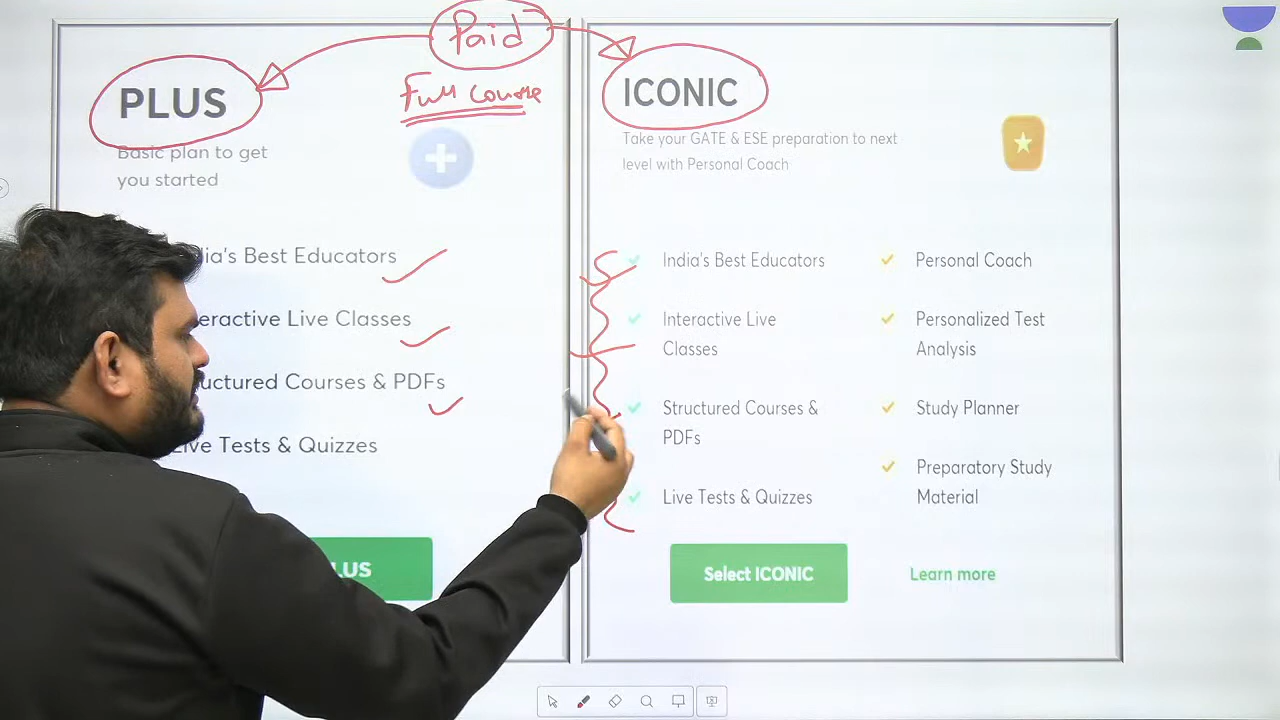 Paid
Full course
PLUS
Basic plan to get
you started
dia's Best Educators
eractive Live Classes
uctured Courses & PDFs
Live Tests & Quizzes
LUS
ICONIC
Take your GATE & ESE preparation to next
level with Personal Coach
India's Best Educators
Interactive Live
Classes
Structured Courses &
PDFs
Live Tests & Quizzes
Personal Coach
Personalized Test
Analysis
Study Planner
Preparatory Study
Material
Select ICONIC
Learn more